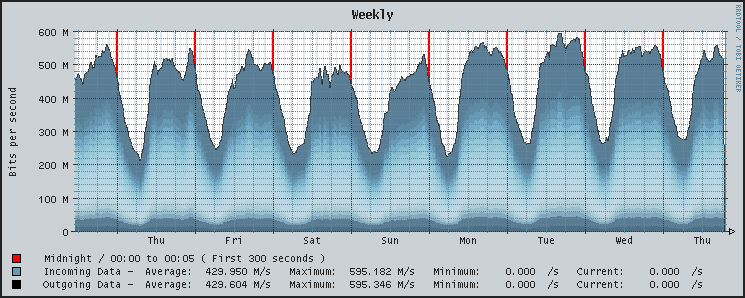 Weekly
RRDTOOL / TOBI OETIKER
Bits per second
600 M
500 M
400 M
300 M
200 M
100 M
0
Thu Fri Sat Sun Mon Tue Wed Thu
Midnight / 00:00 to 00:05 ( First 300 seconds )
Incoming Data - Average: 429.950 M/s Maximum: 595.182 M/s Minimum: 0.000 /s Current: 0.000 /s
Outgoing Data - Average: 429.604 M/s Maximum: 595.346 M/s Minimum: 0.000 /s Current: 0.000 /s